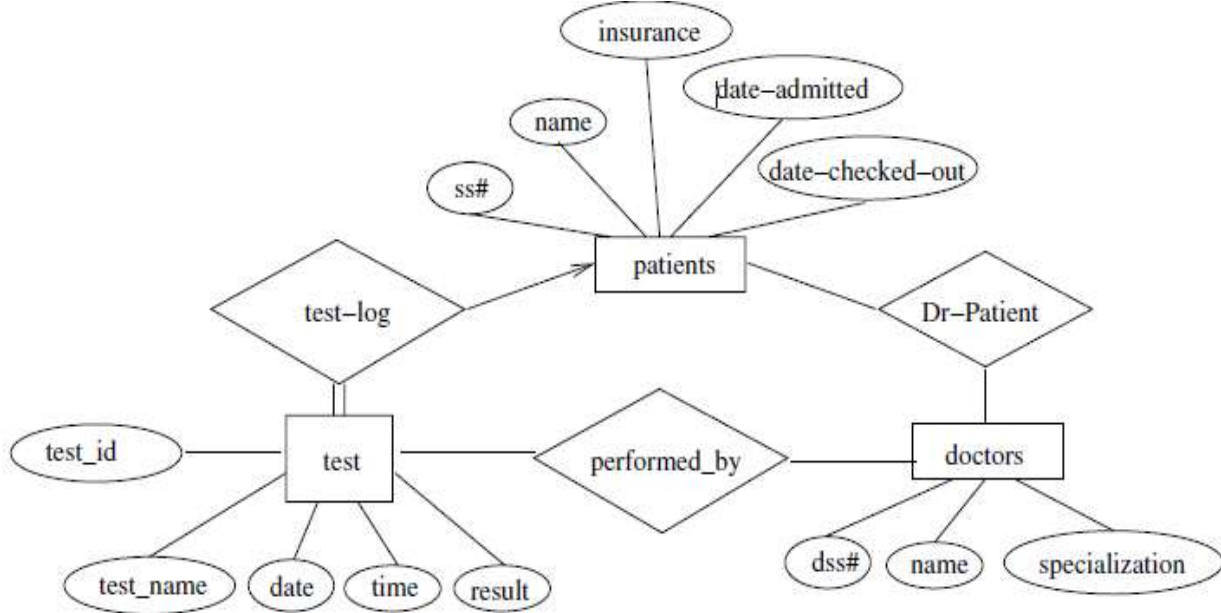 insurance
date-admitted
name
date-checked-out
ss#
patients
test-log
Dr-Patient
test_id
test
performed_by
doctors
test_name
date
time
result
dss#
name
specialization